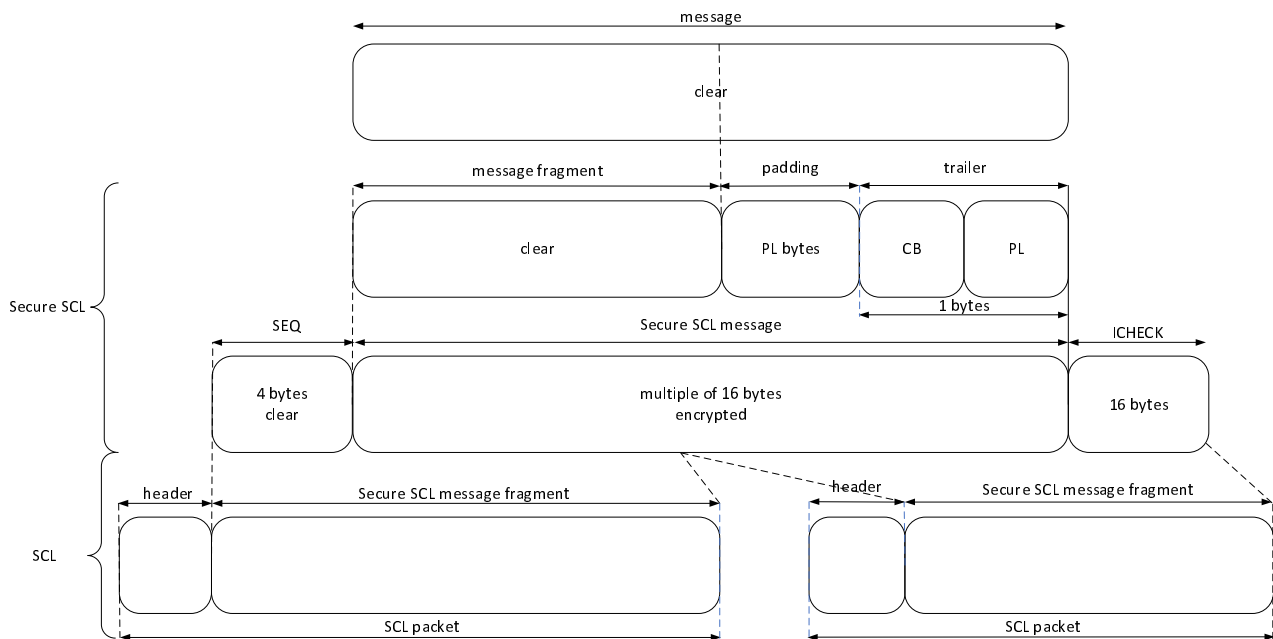 message
clear
message fragment
padding
trailer
clear
PL bytes
CB
PL
1 bytes
Secure SCL
SEQ
Secure SCL message
ICHECK
4 bytes
clear
multiple of 16 bytes
encrypted
16 bytes
header
Secure SCL message fragment
header
Secure SCL message fragment
SCL
SCL packet
SCL packet